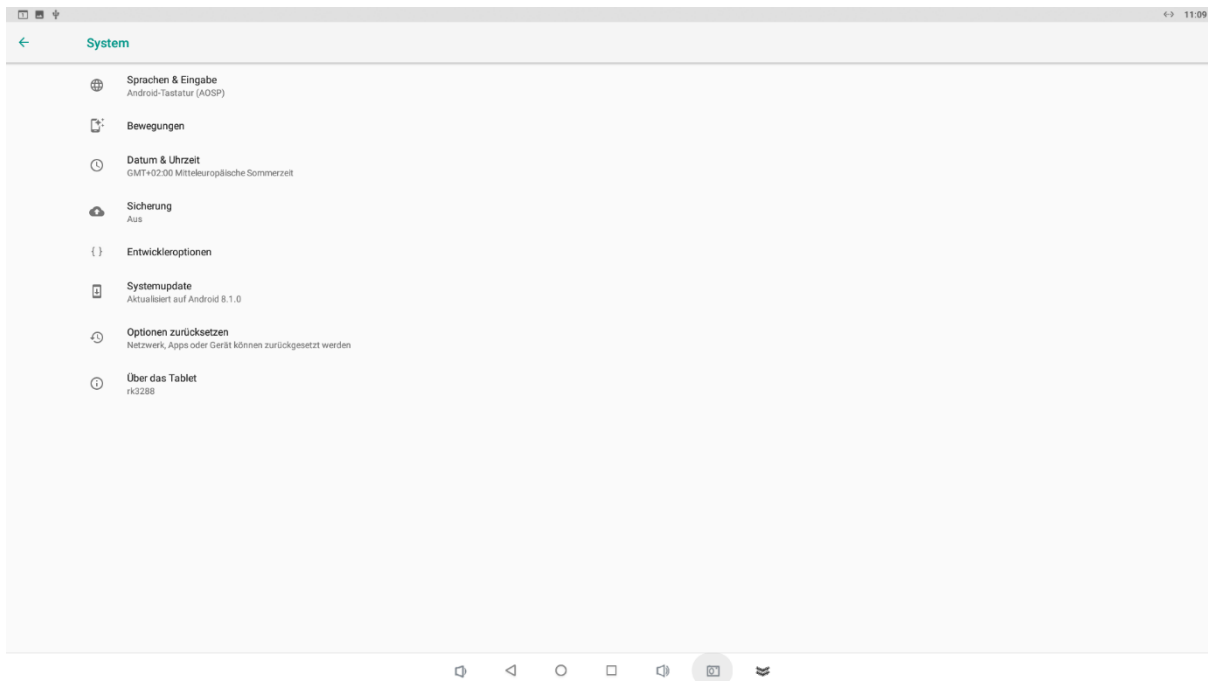 11:09
System
Sprachen & Eingabe
Android-Tastatur (AOSP)
Bewegungen
Datum & Uhrzeit
GMT+02:00 Mitteleuropäische Sommerzeit
Sicherung
Aus
{ }
Entwickleroptionen
Systemupdate
Aktualisiert auf Android 8.1.0
Optionen zurücksetzen
Netzwerk, Apps oder Gerät können zurückgesetzt werden
Über das Tablet
rk3288